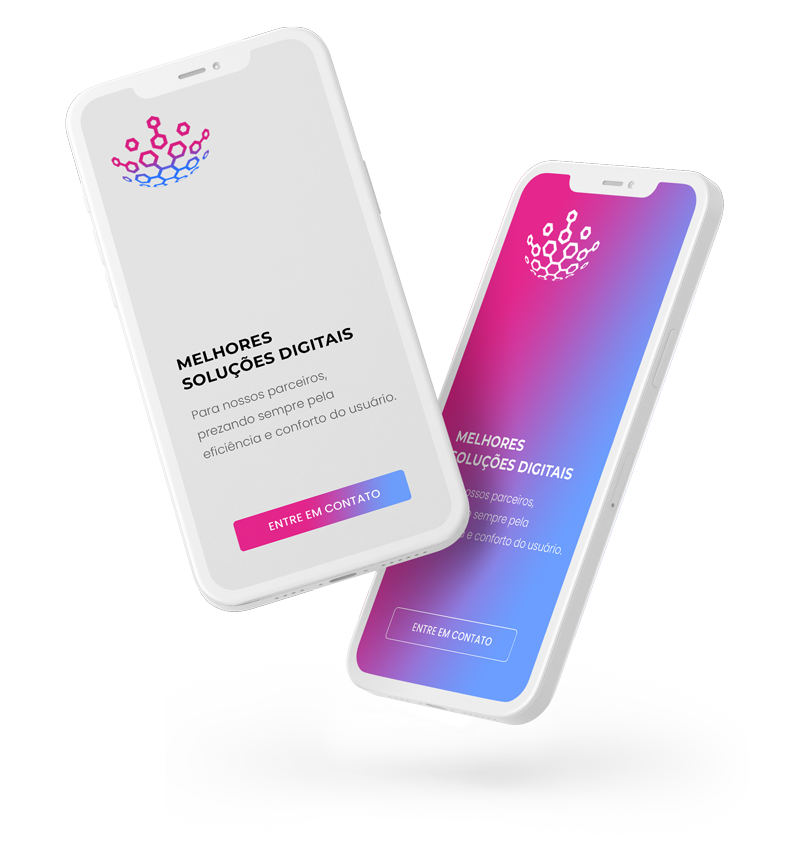 MELHORES
SOLUÇÕES DIGITAIS
Para nossos parceiros,
prezando sempre pela
eficiência e conforto do usuário.
ENTRE EM CONTATO
MELHORES
SOLUÇÕES DIGITAIS
nossos parceiros,
sempre pela
e conforto do usuário.
ENTRE EM CONTATO